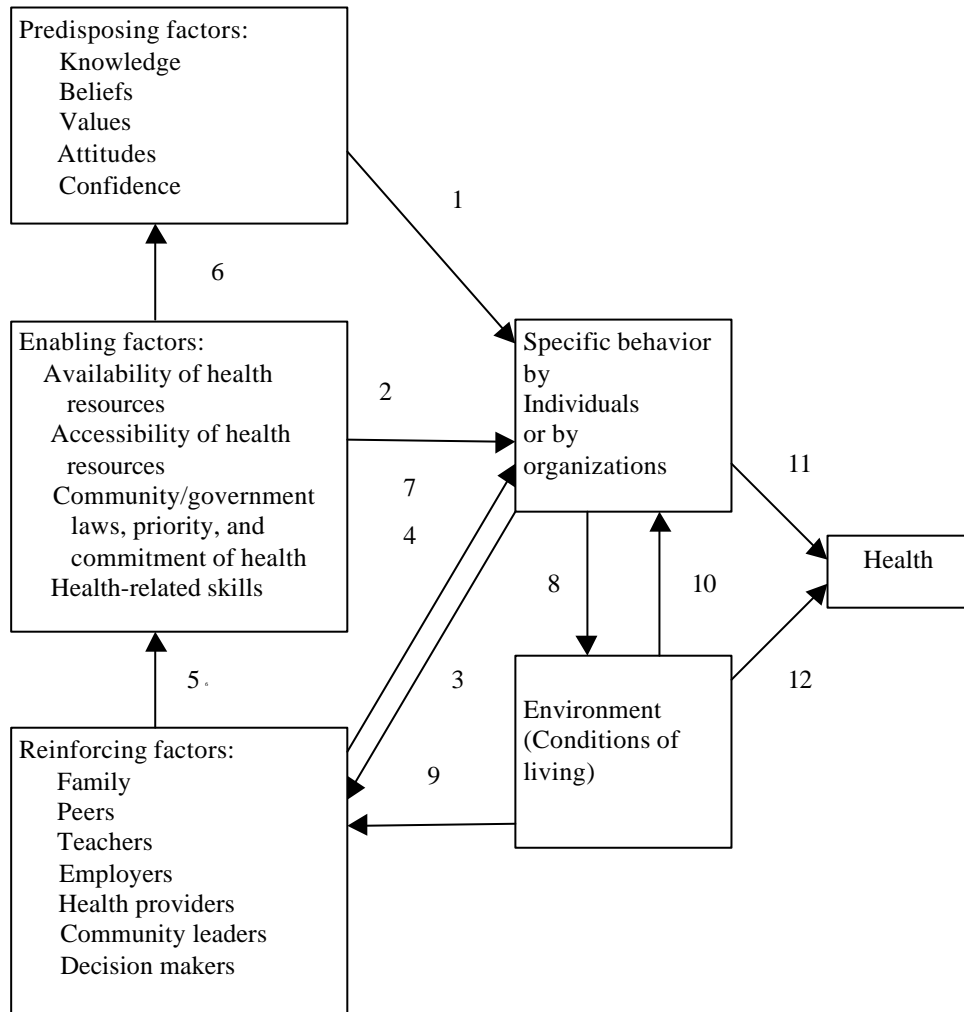 Predisposing factors:
Knowledge
Beliefs
Values
Attitudes
Confidence
1
6
Enabling factors:
Availability of health
resources
Accessibility of health
resources
Community/government
laws, priority, and
commitment of health
Health-related skills
2
7
4
Specific behavior
by
Individuals
or by
organizations
11
Health
8
10
5
3
12
Environment
(Conditions of
living)
9
Reinforcing factors:
Family
Peers
Teachers
Employers
Health providers
Community leaders
Decision makers